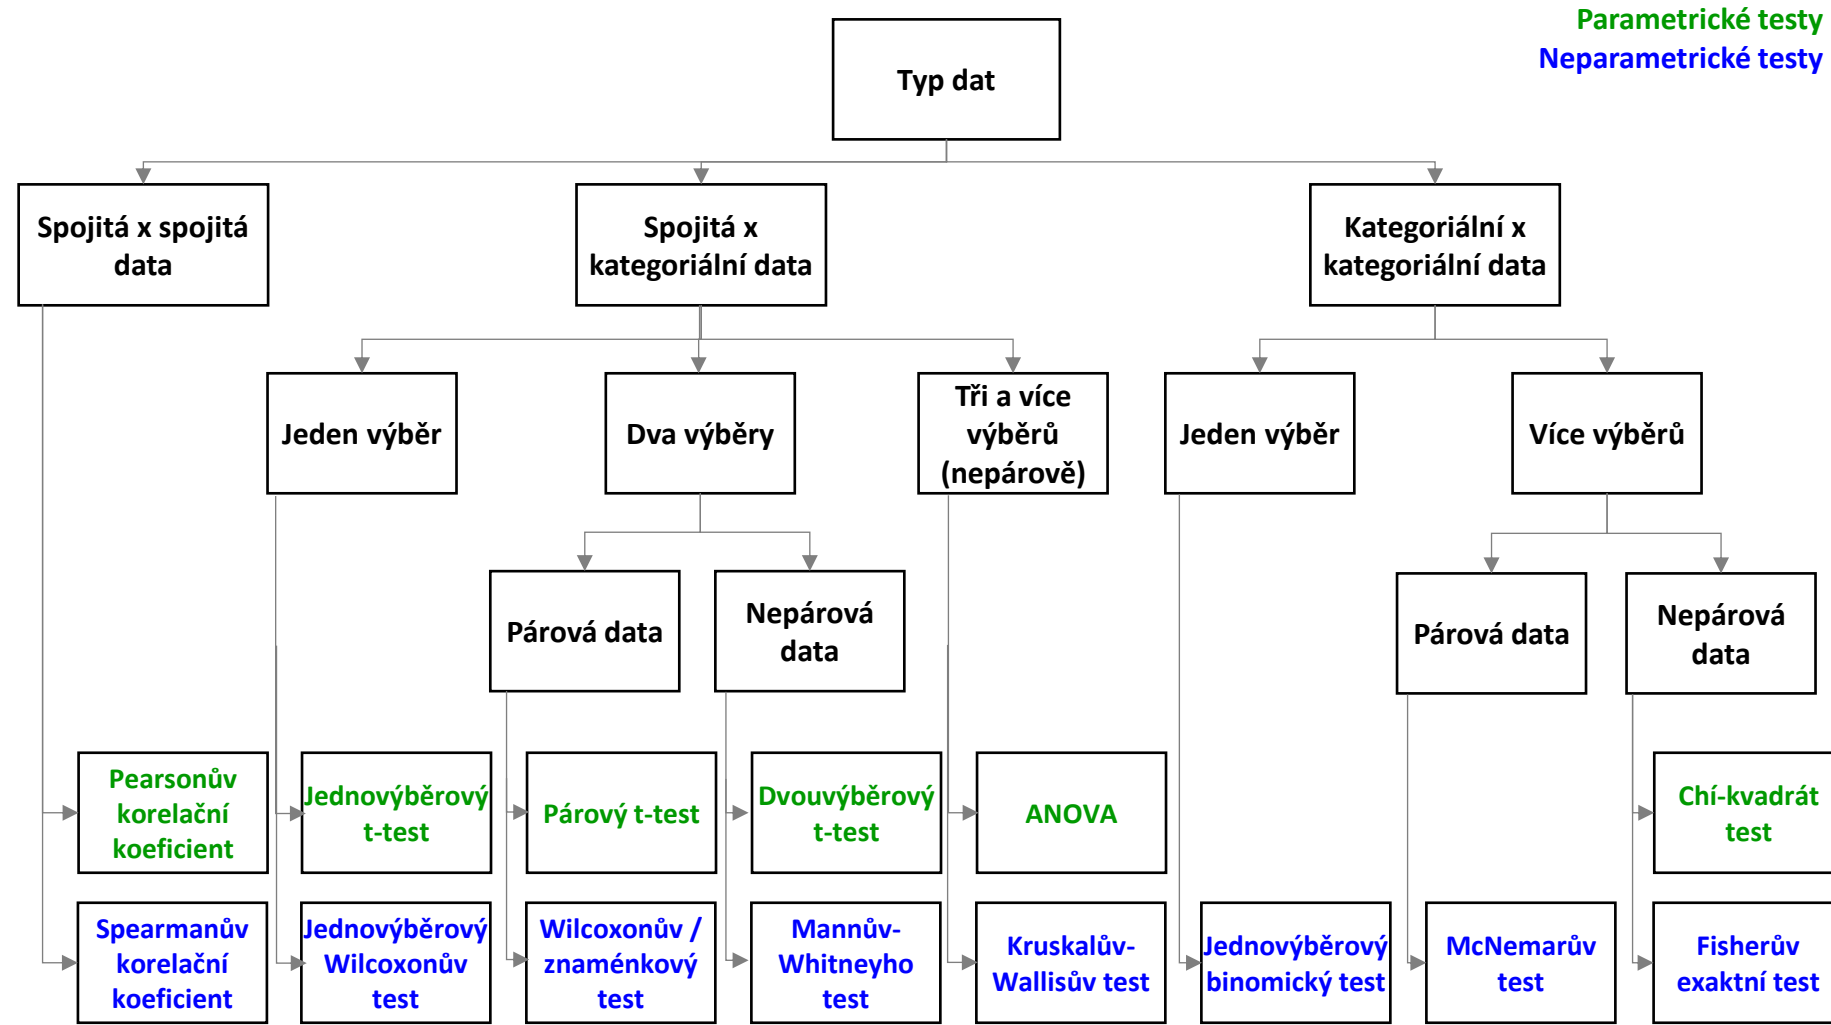 Parametrické testy
Neparametrické testy
Typ dat
Spojitá x spojitá
data
Spojitá x
kategoriální data
Kategoriální x
kategoriální data
Jeden výběr
Dva výběry
Tři a více
výběrů
(nepárově)
Jeden výběr
Více výběrů
Párová data
Nepárová
data
Párová data
Nepárová
data
Pearsonův
korelační
koeficient
Jednovýběrový
t-test
Párový t-test
Dvouvýběrový
t-test
ANOVA
Chí-kvadrát
test
Spearmanův
korelační
koeficient
Jednovýběrový
Wilcoxonův
test
Wilcoxonův /
znaménkový
test
Mannův-
Whitneyho
test
Kruskalův-
Wallisův test
Jednovýběrový
binomický test
McNemarův
test
Fisherův
exaktní test